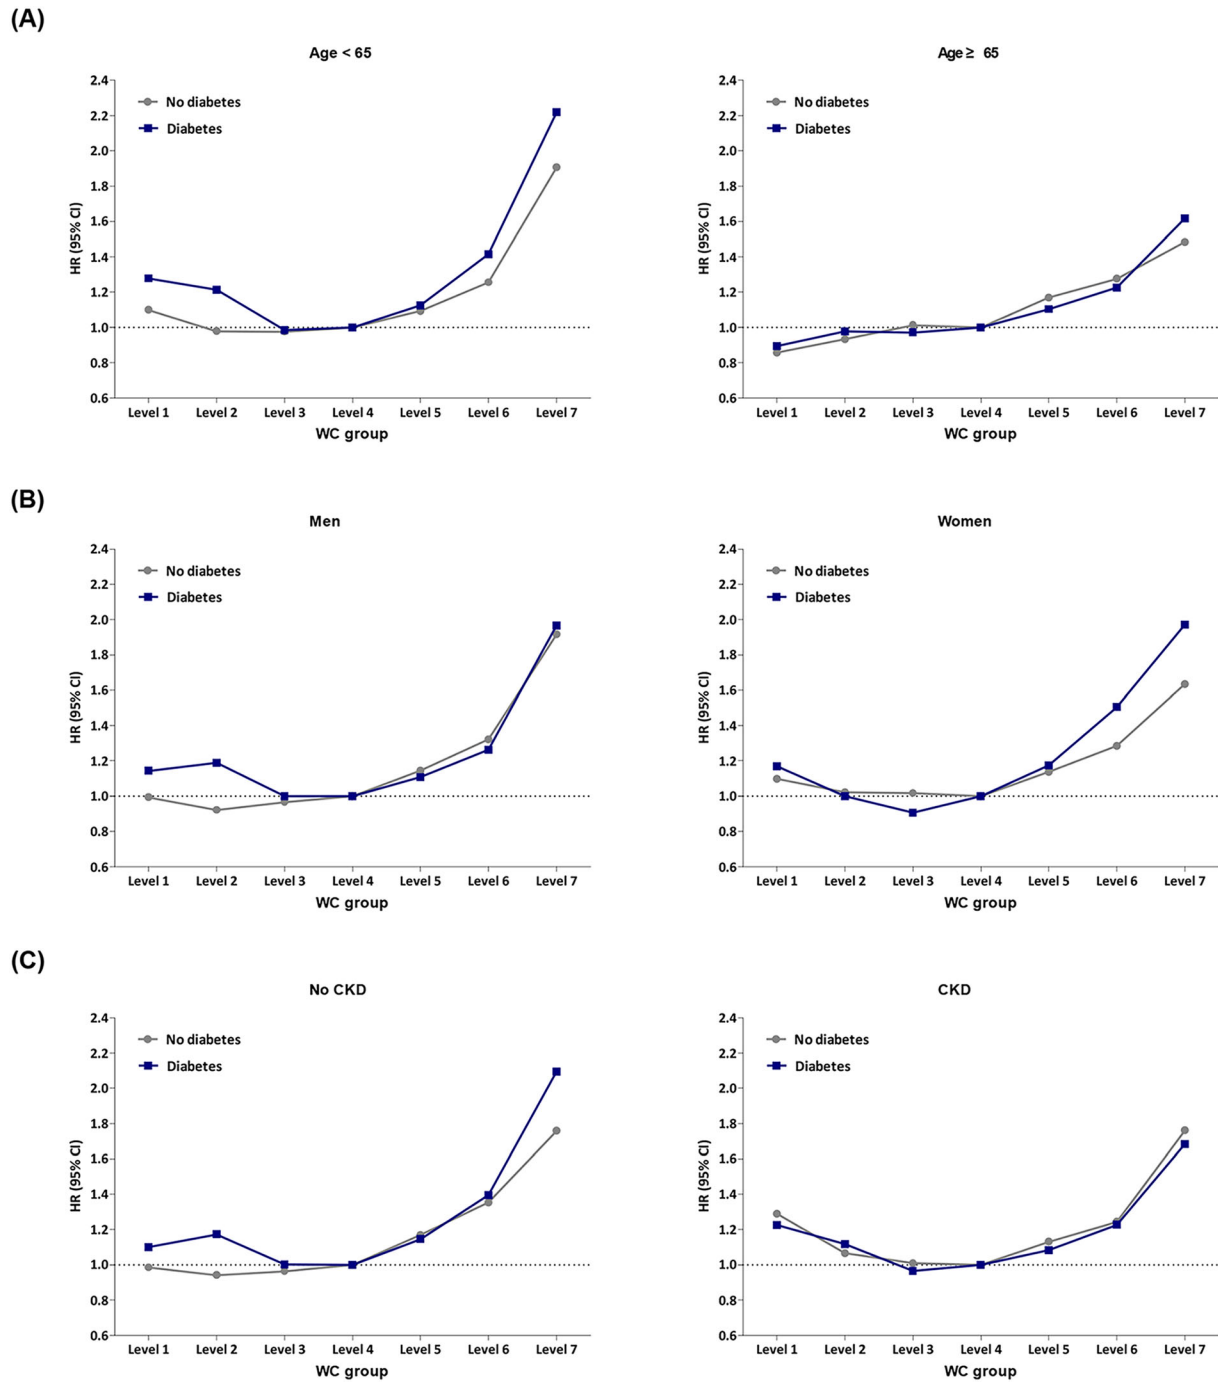 (A)
Age < 65
2.4
2.2
2.0
1.8
1.6
1.4
1.2
1.0
0.8
0.6
HR (95% CI)
No diabetes
Diabetes
Level 1 Level 2 Level 3 Level 4 Level 5 Level 6 Level 7
WC group
Age ≥ 65
2.4
2.2
2.0
1.8
1.6
1.4
1.2
1.0
0.8
0.6
HR (95% CI)
No diabetes
Diabetes
Level 1 Level 2 Level 3 Level 4 Level 5 Level 6 Level 7
WC group
(B)
Men
2.4
2.2
2.0
1.8
1.6
1.4
1.2
1.0
0.8
0.6
HR (95% CI)
No diabetes
Diabetes
Level 1 Level 2 Level 3 Level 4 Level 5 Level 6 Level 7
WC group
Women
2.4
2.2
2.0
1.8
1.6
1.4
1.2
1.0
0.8
0.6
HR (95% CI)
No diabetes
Diabetes
Level 1 Level 2 Level 3 Level 4 Level 5 Level 6 Level 7
WC group
(C)
No CKD
2.4
2.2
2.0
1.8
1.6
1.4
1.2
1.0
0.8
0.6
HR (95% CI)
No diabetes
Diabetes
Level 1 Level 2 Level 3 Level 4 Level 5 Level 6 Level 7
WC group
CKD
2.4
2.2
2.0
1.8
1.6
1.4
1.2
1.0
0.8
0.6
HR (95% CI)
No diabetes
Diabetes
Level 1 Level 2 Level 3 Level 4 Level 5 Level 6 Level 7
WC group